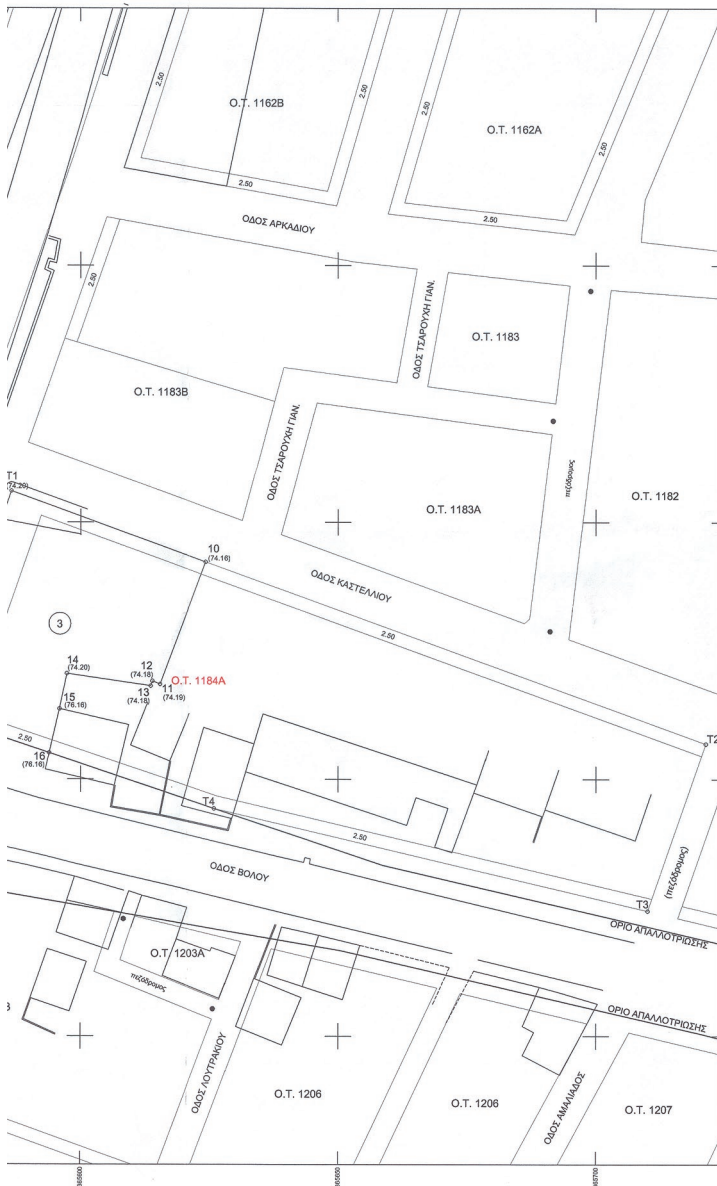 2.50
2.50
2.50
2.50
Ο.Τ. 1162Β
Ο.Τ. 1162Α
2.50
2.50
ΟΔΟΣ ΑΡΚΑΔΙΟΥ
2.50
ΟΔΟΣ ΤΣΑΡΟΥΧΗ ΓΙΑΝ.
Ο.Τ. 1183
Ο.Τ. 1183Β
ΟΔΟΣ ΤΣΑΡΟΥΧΗ ΓΙΑΝ.
πεζόδρομος
Τ1
(74.20)
Ο.Τ. 1183Α
Ο.Τ. 1182
10
(74.16)
ΟΔΟΣ ΚΑΣΤΕΛΛΙΟΥ
3
2.50
14
(74.20)
12
(74.18)
Ο.Τ. 1184Α
13
(74.18)
11
(74.19)
15
(76.16)
2.50
Τ2
16
(76.16)
Τ4
2.50
ΟΔΟΣ ΒΟΛΟΥ
(πεζόδρομος)
Τ3
ΟΡΙΟ ΑΠΑΛΛΟΤΡΙΩΣΗΣ
Ο.Τ. 1203Α
πεζόδρομος
ΟΡΙΟ ΑΠΑΛΛΟΤΡΙΩΣΗΣ
ΟΔΟΣ ΛΟΥΤΡΑΚΙΟΥ
Ο.Τ. 1206
Ο.Τ. 1206
ΟΔΟΣ ΑΜΑΛΙΑΔΟΣ
Ο.Τ. 1207